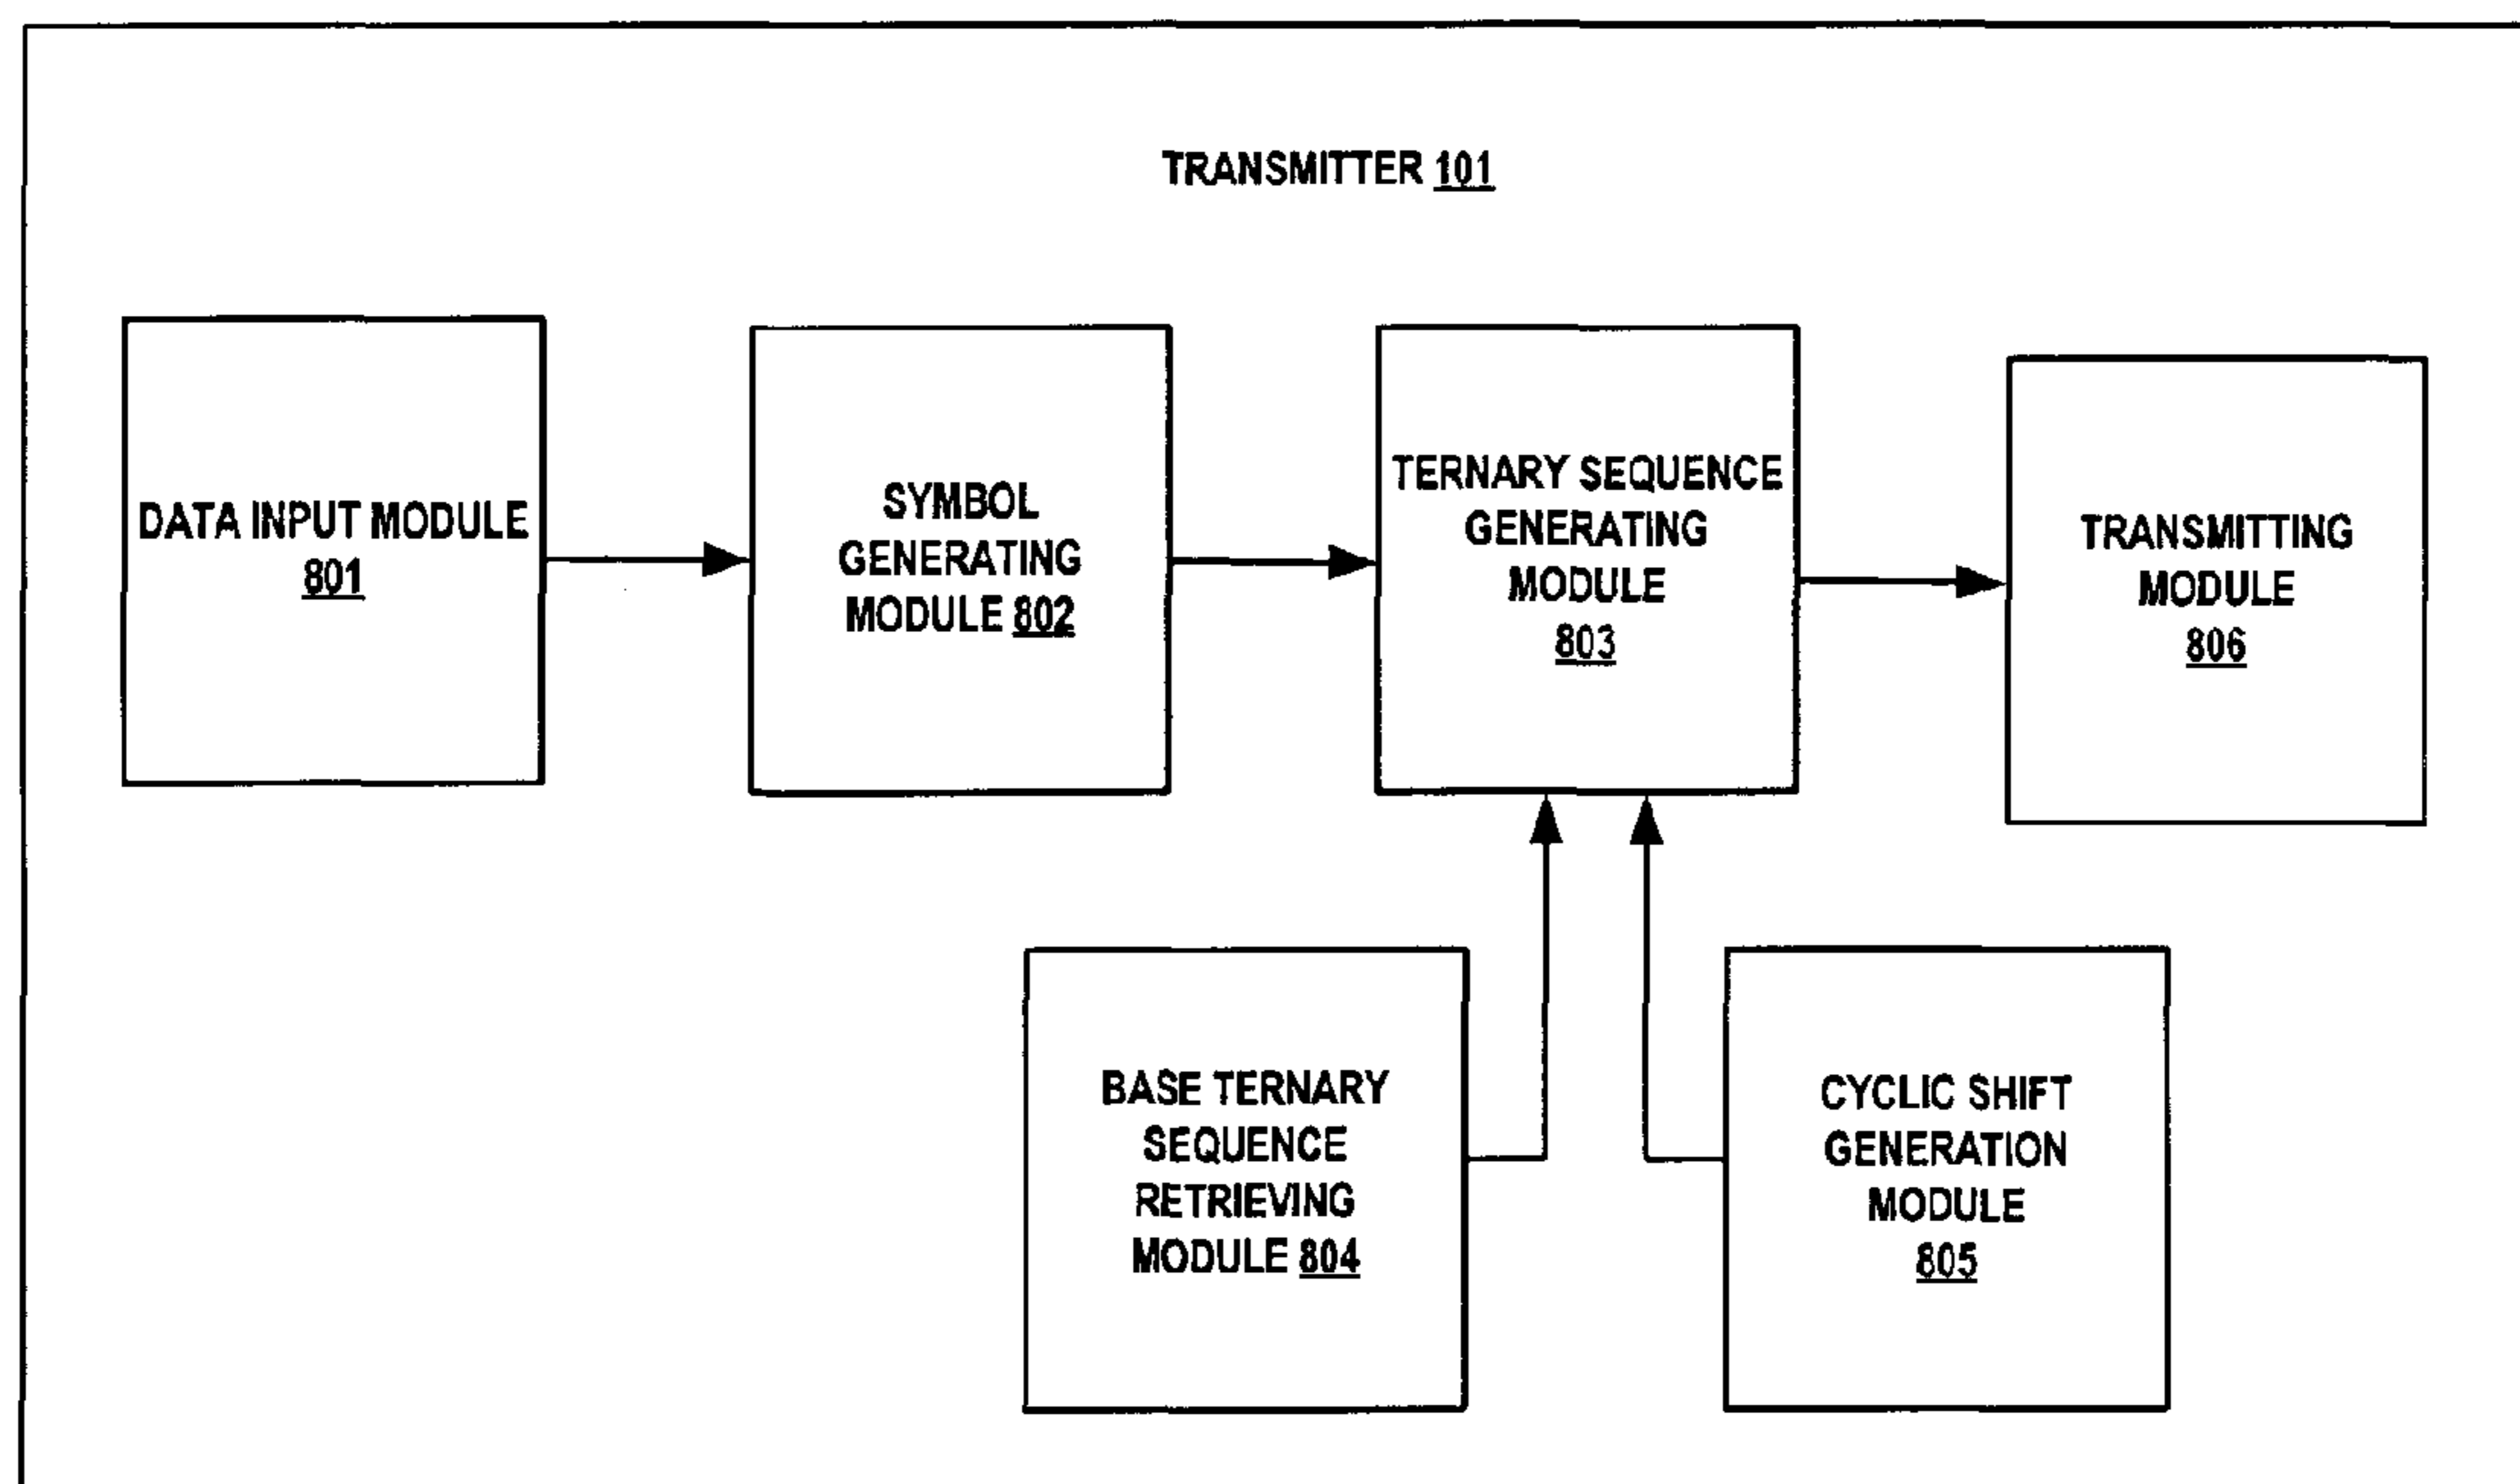 TRANSMITTER 101
DATA INPUT MODULE
801
SYMBOL
GENERATING
MODULE 802
TERNARY SEQUENCE
GENERATING
MODULE
803
TRANSMITTING
MODULE
806
BASE TERNARY
SEQUENCE
RETRIEVING
MODULE 804
CYCLIC SHIFT
GENERATION
MODULE
805